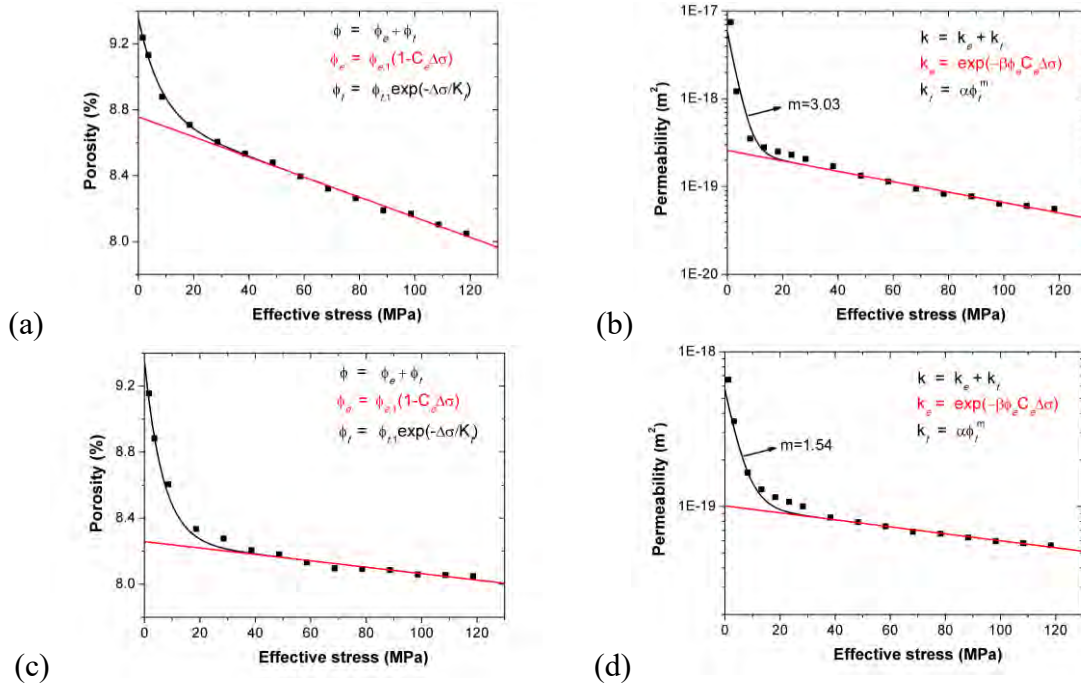 9.2
8.8
8.4
8.0
0 20 40 60 80 100 120
Porosity (%)
Effective stress (MPa)
ϕ = ϕₑ + ϕₜ
ϕₑ = ϕₑ,₁(1-CₑΔσ)
ϕₜ = ϕₜ,₁exp(-Δσ/Kₜ)
(a)
1E-17
1E-18
1E-19
1E-20
0 20 40 60 80 100 120
Permeability (m²)
Effective stress (MPa)
k = kₑ + kₜ
kₑ = exp(-βϕₑCₑΔσ)
kₜ = αϕₜᵐ
m=3.03
(b)
9.2
8.8
8.4
8.0
0 20 40 60 80 100 120
Porosity (%)
Effective stress (MPa)
ϕ = ϕₑ + ϕₜ
ϕₑ = ϕₑ,₁(1-CₑΔσ)
ϕₜ = ϕₜ,₁exp(-Δσ/Kₜ)
(c)
1E-18
1E-19
0 20 40 60 80 100 120
Permeability (m²)
Effective stress (MPa)
k = kₑ + kₜ
kₑ = exp(-βϕₑCₑΔσ)
kₜ = αϕₜᵐ
m=1.54
(d)